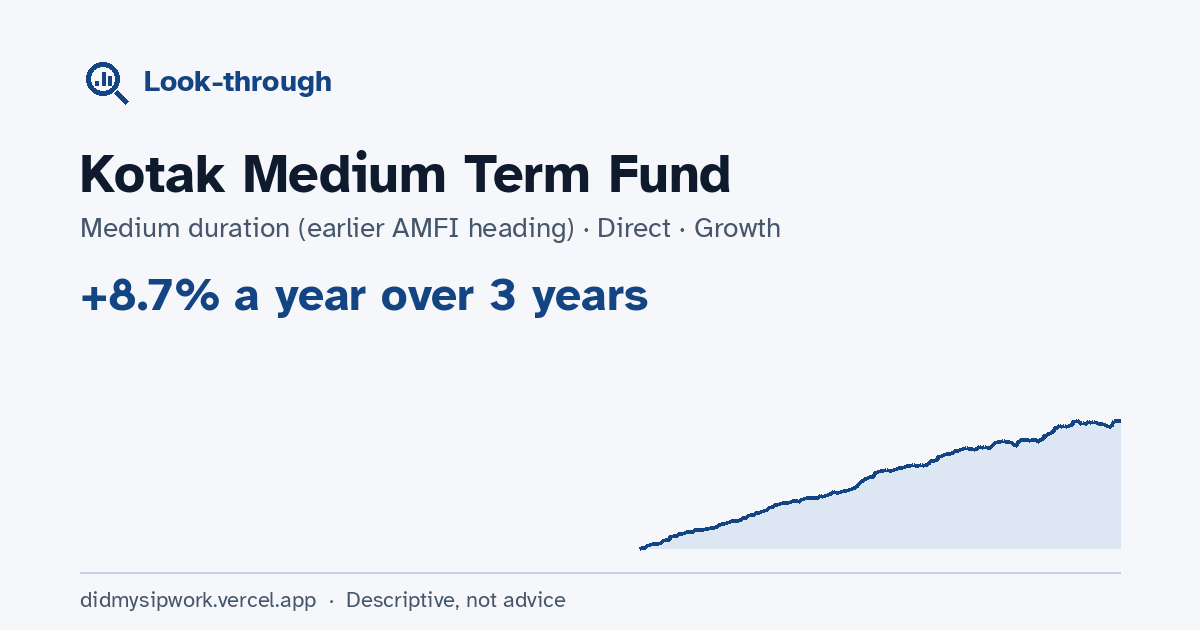 Look-through
Kotak Medium Term Fund
Medium duration (earlier AMFI heading) · Direct · Growth
+8.7% a year over 3 years
didmysipwork.vercel.app · Descriptive, not advice